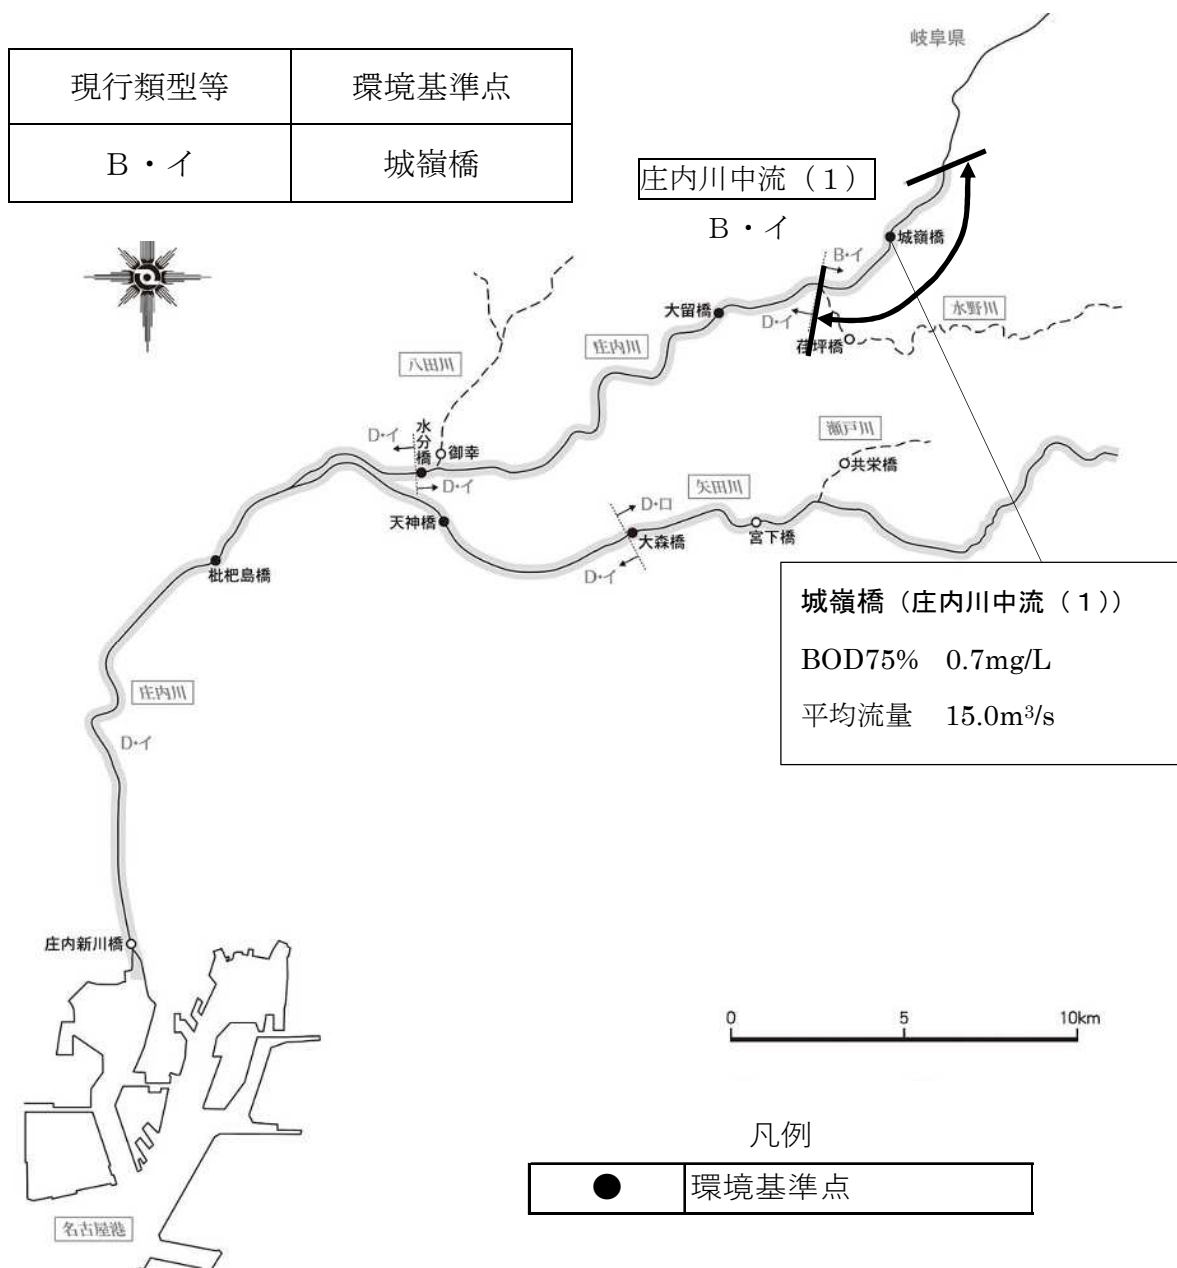 岐阜県
現行類型等 環境基準点
B・イ 城嶺橋
庄内川中流(1)
B・イ
城嶺橋
B・イ
大留橋
D・イ
水野川
荏坪橋
庄内川
八田川
瀬戸川
D・イ
水分橋
御幸
共栄橋
D・イ
矢田川
D・ロ
天神橋
大森橋
宮下橋
D・イ
枇杷島橋
城嶺橋(庄内川中流(1))
BOD75% 0.7mg/L
平均流量 15.0m³/s
庄内川
D・イ
庄内新川橋
0 5 10km
凡例
● 環境基準点
名古屋港